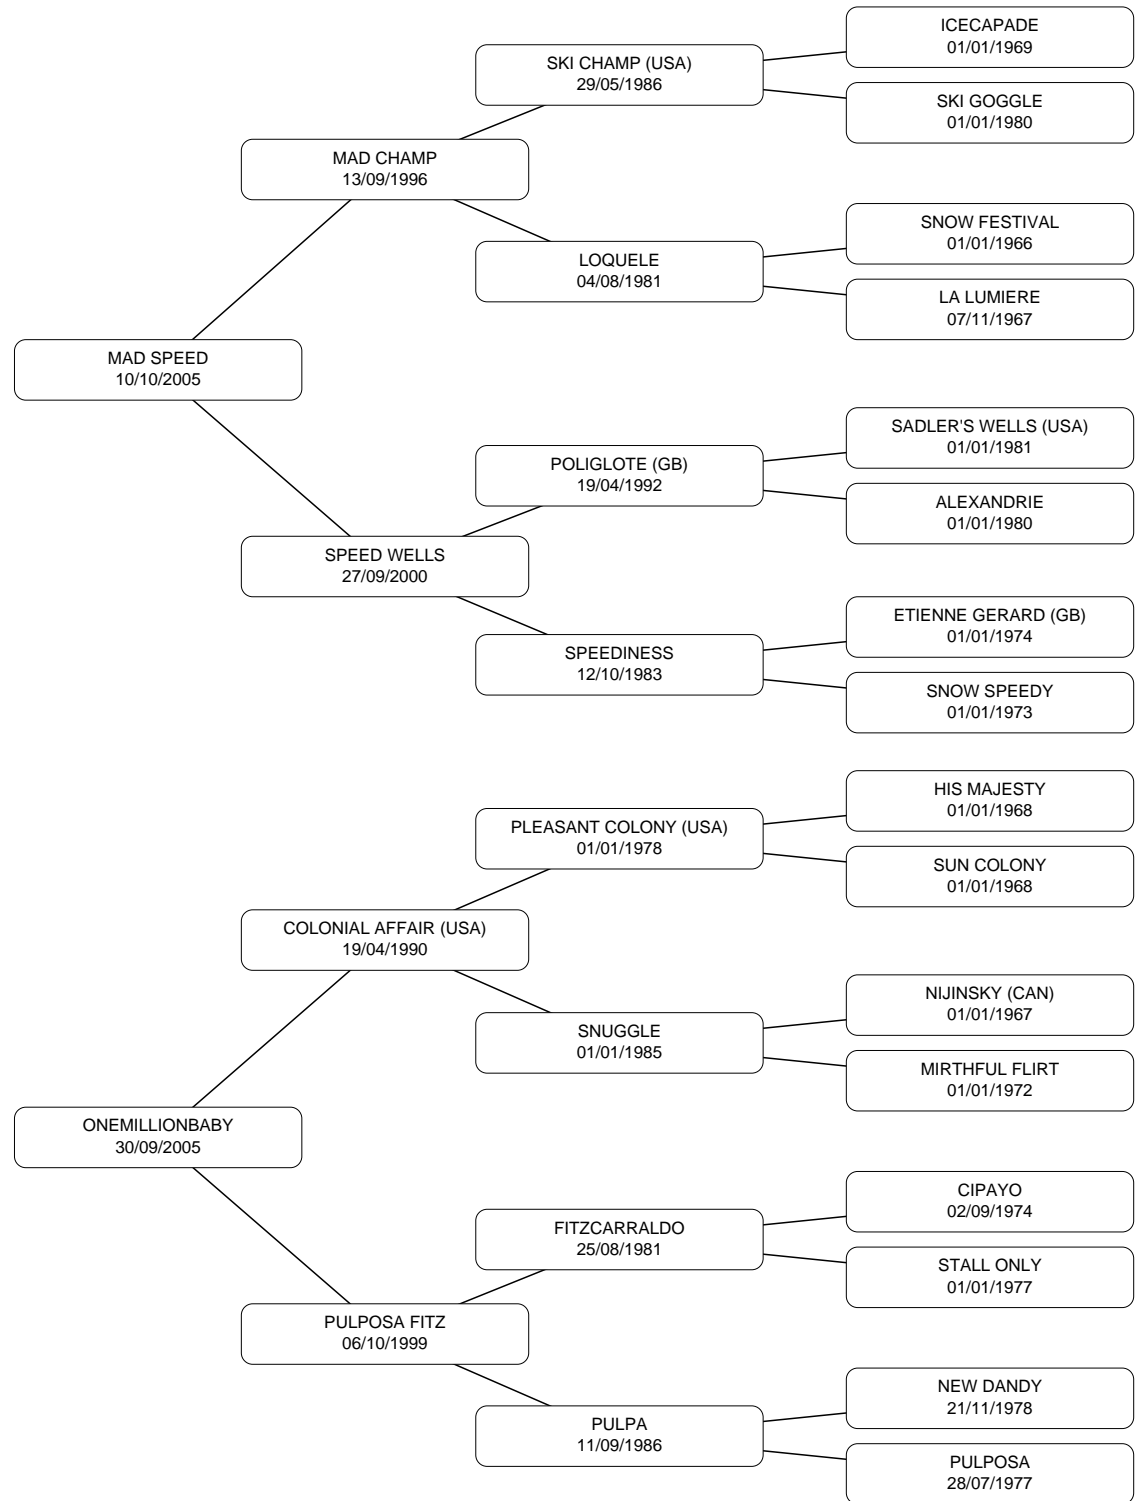 ICECAPADE
01/01/1969
SKI CHAMP (USA)
29/05/1986
SKI GOGGLE
01/01/1980
MAD CHAMP
13/09/1996
SNOW FESTIVAL
01/01/1966
LOQUELE
04/08/1981
LA LUMIERE
07/11/1967
MAD SPEED
10/10/2005
SADLER'S WELLS (USA)
01/01/1981
POLIGLOTE (GB)
19/04/1992
ALEXANDRIE
01/01/1980
SPEED WELLS
27/09/2000
ETIENNE GERARD (GB)
01/01/1974
SPEEDINESS
12/10/1983
SNOW SPEEDY
01/01/1973
HIS MAJESTY
01/01/1968
PLEASANT COLONY (USA)
01/01/1978
SUN COLONY
01/01/1968
COLONIAL AFFAIR (USA)
19/04/1990
NIJINSKY (CAN)
01/01/1967
SNUGGLE
01/01/1985
MIRTHFUL FLIRT
01/01/1972
ONEMILLIONBABY
30/09/2005
CIPAYO
02/09/1974
FITZCARRALDO
25/08/1981
STALL ONLY
01/01/1977
PULPOSA FITZ
06/10/1999
NEW DANDY
21/11/1978
PULPA
11/09/1986
PULPOSA
28/07/1977